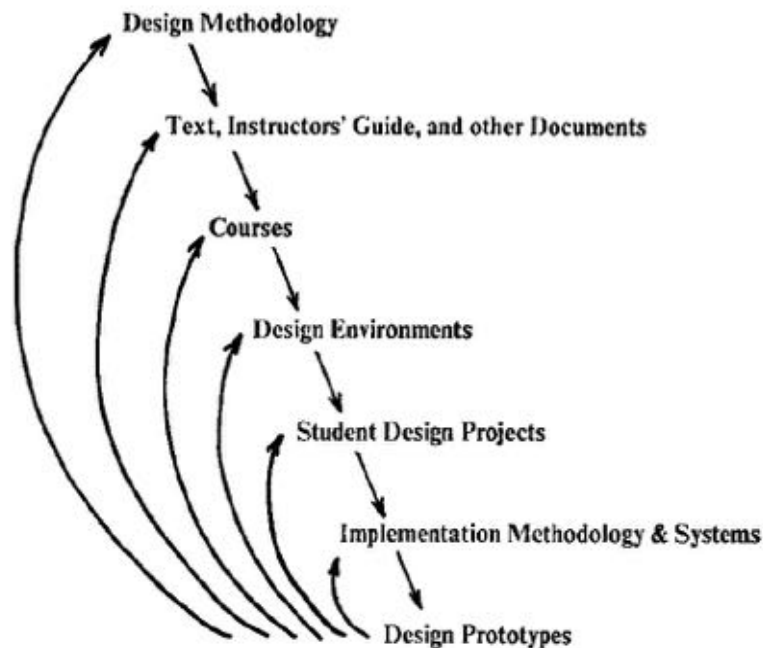 Design Methodology
Text, Instructors' Guide, and other Documents
Courses
Design Environments
Student Design Projects
Implementation Methodology & Systems
Design Prototypes